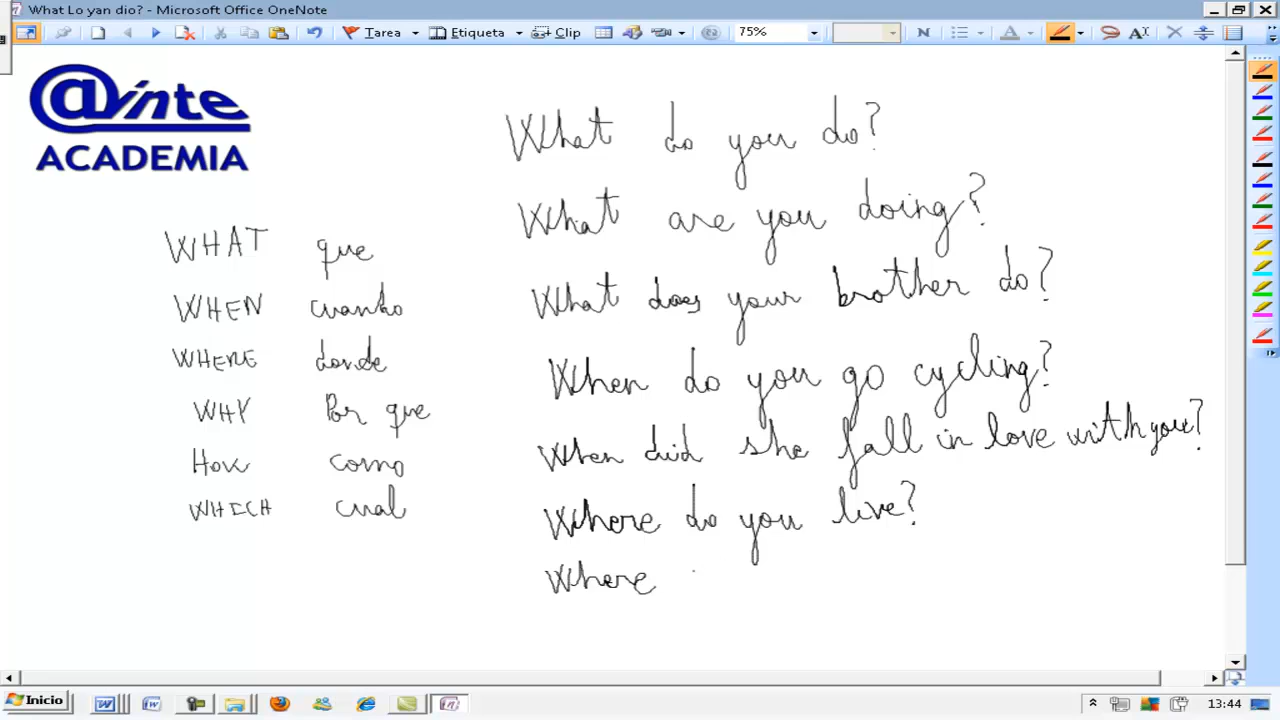 What Lo yan dio? - Microsoft Office OneNote
Tarea Etiqueta Clip 75% N
@vinte
ACADEMIA
WHAT que
WHEN cuando
WHERE donde
WHY Por que
How como
WHICH cual
What do you do?
What are you doing?
What does your brother do?
When do you go cycling?
When did she fall in love with you?
Where do you live?
Where
Inicio 13:44